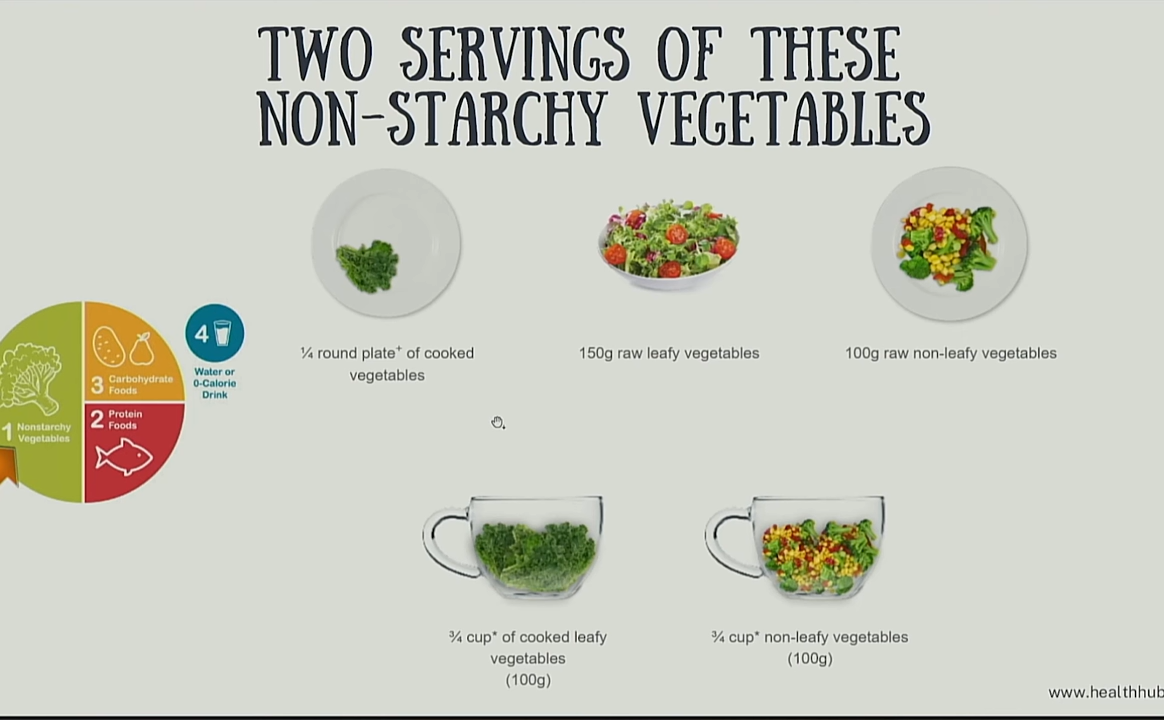 TWO SERVINGS OF THESE
NON-STARCHY VEGETABLES
¼ round plate⁺ of cooked
vegetables
150g raw leafy vegetables
100g raw non-leafy vegetables
4
Water or
0-Calorie
Drink
3 Carbohydrate
Foods
1 Nonstarchy
Vegetables
2 Protein
Foods
¾ cup* of cooked leafy
vegetables
(100g)
¾ cup* non-leafy vegetables
(100g)
www.healthhub